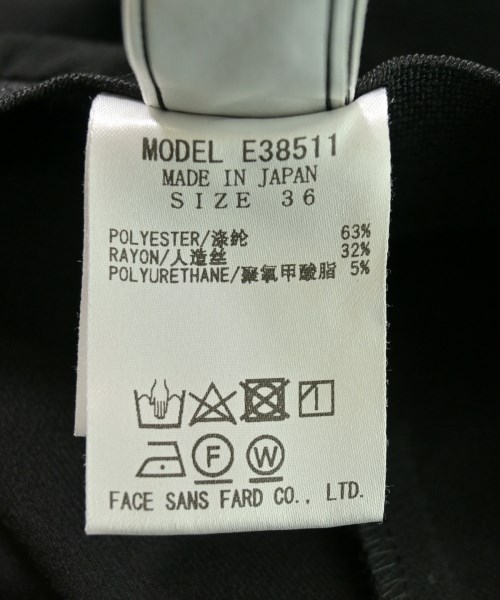 MODEL E38511
MADE IN JAPAN
SIZE 36
POLYESTER/涤纶 63%
RAYON/人造丝 32%
POLYURETHANE/聚氧甲酸脂 5%
F W
FACE SANS FARD CO., LTD.